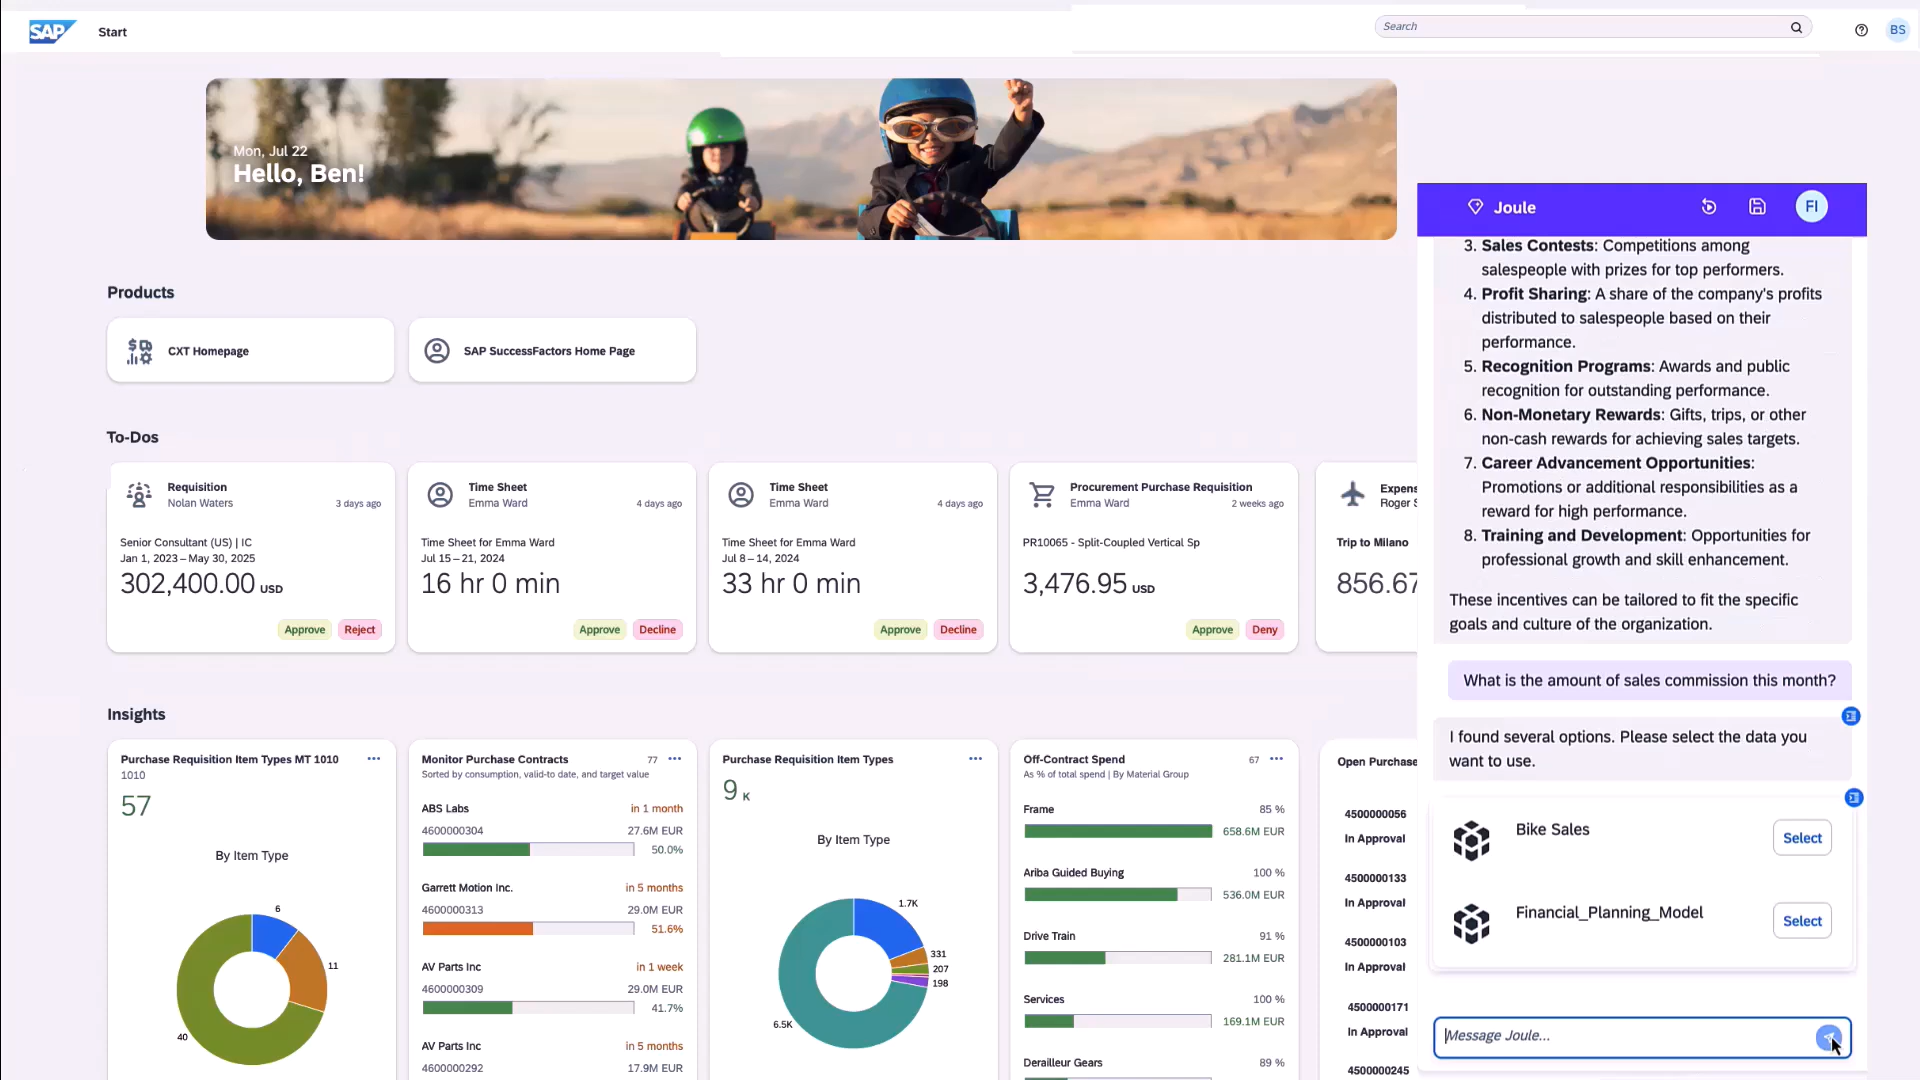 SAP
Start
Search
BS
Mon, Jul 22
Hello, Ben!
Products
CXT Homepage
SAP SuccessFactors Home Page
To-Dos
Requisition
Nolan Waters
3 days ago
Senior Consultant (US) | IC
Jan 1, 2023 – May 30, 2025
302,400.00 USD
Approve
Reject
Time Sheet
Emma Ward
4 days ago
Time Sheet for Emma Ward
Jul 15 – 21, 2024
16 hr 0 min
Approve
Decline
Time Sheet
Emma Ward
4 days ago
Time Sheet for Emma Ward
Jul 8 – 14, 2024
33 hr 0 min
Approve
Decline
Procurement Purchase Requisition
Emma Ward
2 weeks ago
PR10065 - Split-Coupled Vertical Sp
3,476.95 USD
Approve
Deny
Expens
Roger S
Trip to Milano
856.67
Insights
Purchase Requisition Item Types MT 1010
1010
57
By Item Type
6
11
40
Monitor Purchase Contracts
77
Sorted by consumption, valid-to date, and target value
ABS Labs
in 1 month
4600000304
27.6M EUR
50.0%
Garrett Motion Inc.
in 5 months
4600000313
29.0M EUR
51.6%
AV Parts Inc
in 1 week
4600000309
29.0M EUR
41.7%
AV Parts Inc
in 5 months
4600000292
17.9M EUR
Purchase Requisition Item Types
9 K
By Item Type
1.7K
331
207
198
6.5K
Off-Contract Spend
67
As % of total spend | By Material Group
Frame
85 %
658.6M EUR
Ariba Guided Buying
100 %
536.0M EUR
Drive Train
91 %
281.1M EUR
Services
100 %
169.1M EUR
Derailleur Gears
89 %
Open Purchase
4500000056
In Approval
4500000133
In Approval
4500000103
In Approval
4500000171
In Approval
4500000245
Joule
FI
3. Sales Contests: Competitions among
salespeople with prizes for top performers.
4. Profit Sharing: A share of the company's profits
distributed to salespeople based on their
performance.
5. Recognition Programs: Awards and public
recognition for outstanding performance.
6. Non-Monetary Rewards: Gifts, trips, or other
non-cash rewards for achieving sales targets.
7. Career Advancement Opportunities:
Promotions or additional responsibilities as a
reward for high performance.
8. Training and Development: Opportunities for
professional growth and skill enhancement.
These incentives can be tailored to fit the specific
goals and culture of the organization.
What is the amount of sales commission this month?
I found several options. Please select the data you
want to use.
Bike Sales
Select
Financial_Planning_Model
Select
Message Joule...